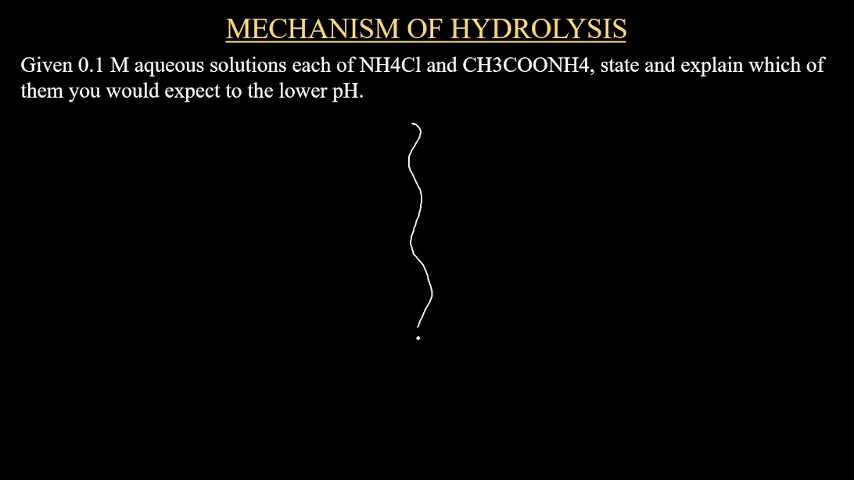 MECHANISM OF HYDROLYSIS
Given 0.1 M aqueous solutions each of NH4Cl and CH3COONH4, state and explain which of
them you would expect to the lower pH.